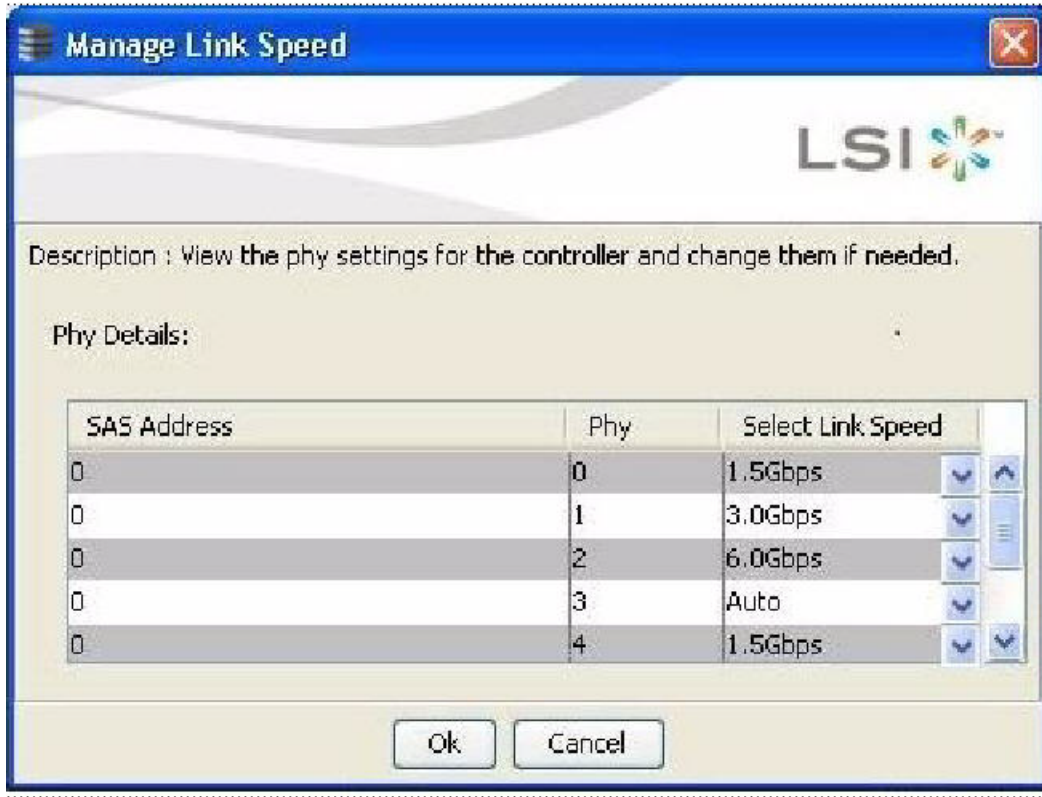 Manage Link Speed
LSI
Description : View the phy settings for the controller and change them if needed.
Phy Details:
SAS Address Phy Select Link Speed
0 0 1.5Gbps
0 1 3.0Gbps
0 2 6.0Gbps
0 3 Auto
0 4 1.5Gbps
Ok Cancel